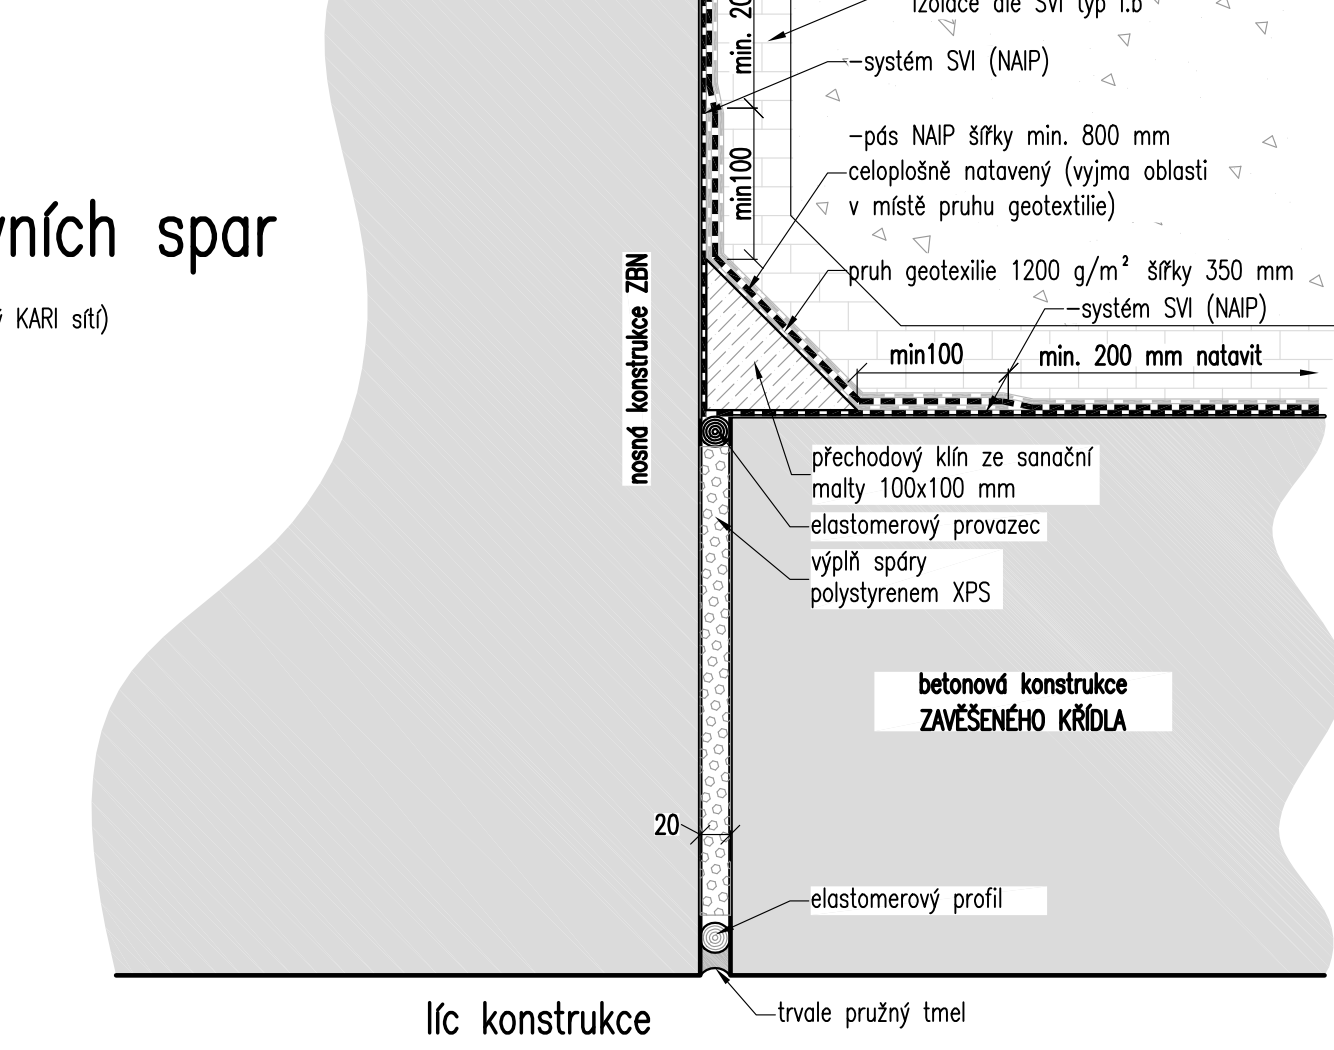 izolace dle SVI typ I.b
min. 20
-systém SVI (NAIP)
-pás NAIP šířky min. 800 mm
celoplošně natavený (vyjma oblasti
v místě pruhu geotextilie)
min100
vních spar
KARI sítí)
nosná konstrukce ZBN
pruh geotexilie 1200 g/m² šířky 350 mm
-systém SVI (NAIP)
min100
min. 200 mm natavit
přechodový klín ze sanační
malty 100x100 mm
elastomerový provazec
výplň spáry
polystyrenem XPS
betonová konstrukce
ZAVĚŠENÉHO KŘÍDLA
20
elastomerový profil
trvale pružný tmel
líc konstrukce